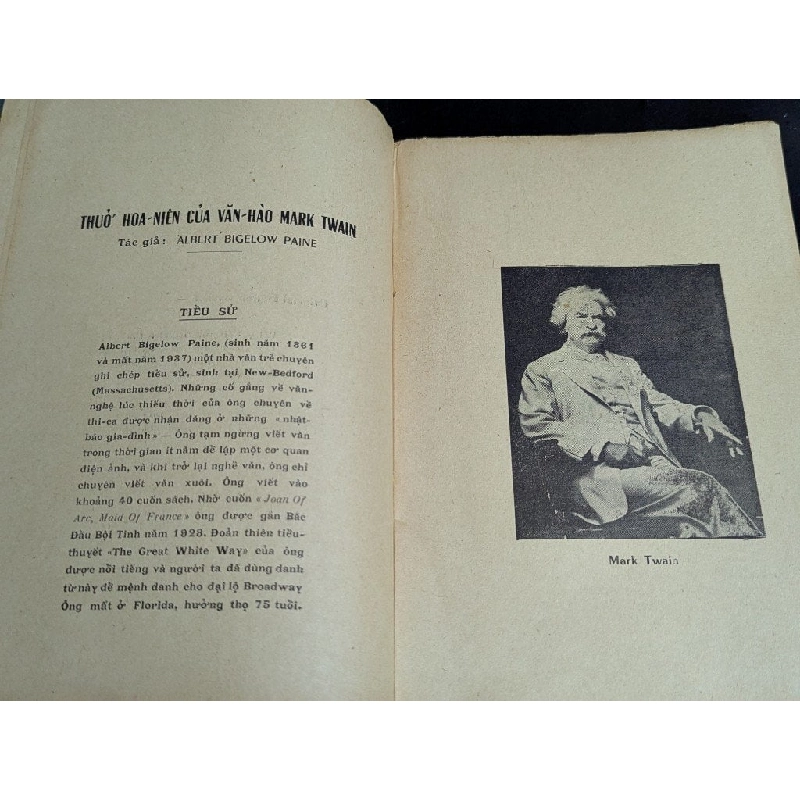 THUỞ HOA-NIÊN CỦA VĂN-HÀO MARK TWAIN
Tác giả: ALBERT BIGELOW PAINE
TIỂU SỬ
Albert Bigelow Paine, (sinh năm 1861
và mất năm 1937) một nhà văn trẻ chuyên
ghi chép tiểu sử, sinh tại New-Bedford
(Massachusetts). Những cố gắng về văn-
nghệ lúc thiếu thời của ông chuyên về
thi-ca được nhận đăng ở những «nhật-
báo gia-đình» — Ông tạm ngừng viết văn
trong thời gian ít năm để lập một cơ quan
điện ảnh, và khi trở lại nghề văn, ông chỉ
chuyên viết văn xuôi. Ông viết vào
khoảng 40 cuốn sách. Nhờ cuốn «Joan Of
Arc, Maid Of France» ông được gắn Bắc
Đẩu Bội Tinh năm 1928. Đoản thiên tiểu-
thuyết «The Great White Way» của ông
được nổi tiếng và người ta đã dùng danh
từ này để mệnh danh cho đại lộ Broadway
Ông mất ở Florida, hưởng thọ 75 tuổi.
Mark Twain